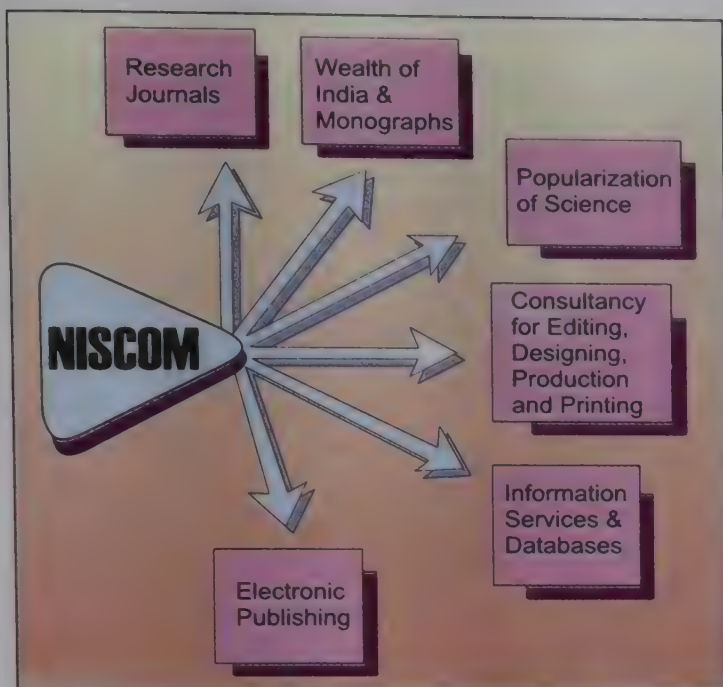 Research
Journals
Wealth of
India &
Monographs
Popularization
of Science
NISCOM
Consultancy
for Editing,
Designing,
Production
and Printing
Information
Services &
Databases
Electronic
Publishing